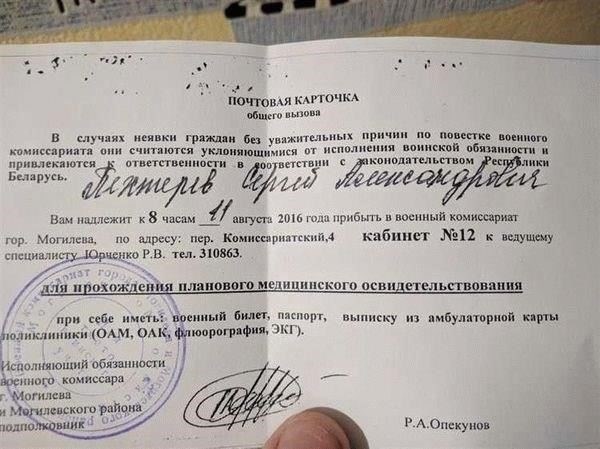 ПОЧТОВАЯ КАРТОЧКА
общего вызова
В случаях неявки граждан без уважительных причин по повестке военного
комиссариата они считаются уклоняющимися от исполнения воинской обязанности и
привлекаются к ответственности в соответствии с законодательством Республики
Беларусь.
Пехтерев Сергей Александрович
Вам надлежит к 8 часам 11 августа 2016 года прибыть в военный комиссариат
гор. Могилева, по адресу: пер. Комиссариатский,4 кабинет №12 к ведущему
специалисту Юрченко Р.В. тел. 310863.
для прохождения планового медицинского освидетельствования
при себе иметь: военный билет, паспорт, выписку из амбулаторной карты
поликлиники (ОАМ, ОАК, флюорография, ЭКГ).
Исполняющий обязанности
военного комиссара
г. Могилева
и Могилевского района
подполковник
Р.А.Опекунов